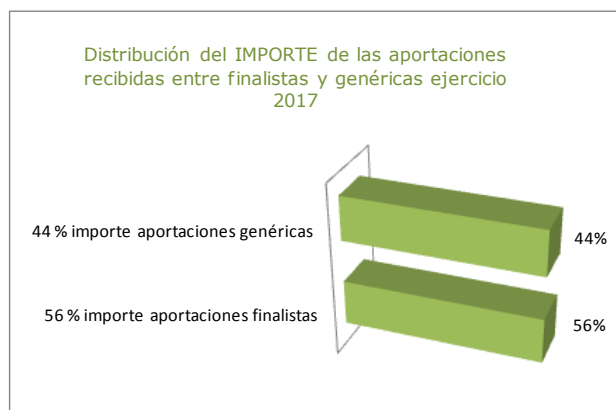 Distribución del IMPORTE de las aportaciones
recibidas entre finalistas y genéricas ejercicio
2017
44 % importe aportaciones genéricas
44%
56 % importe aportaciones finalistas
56%